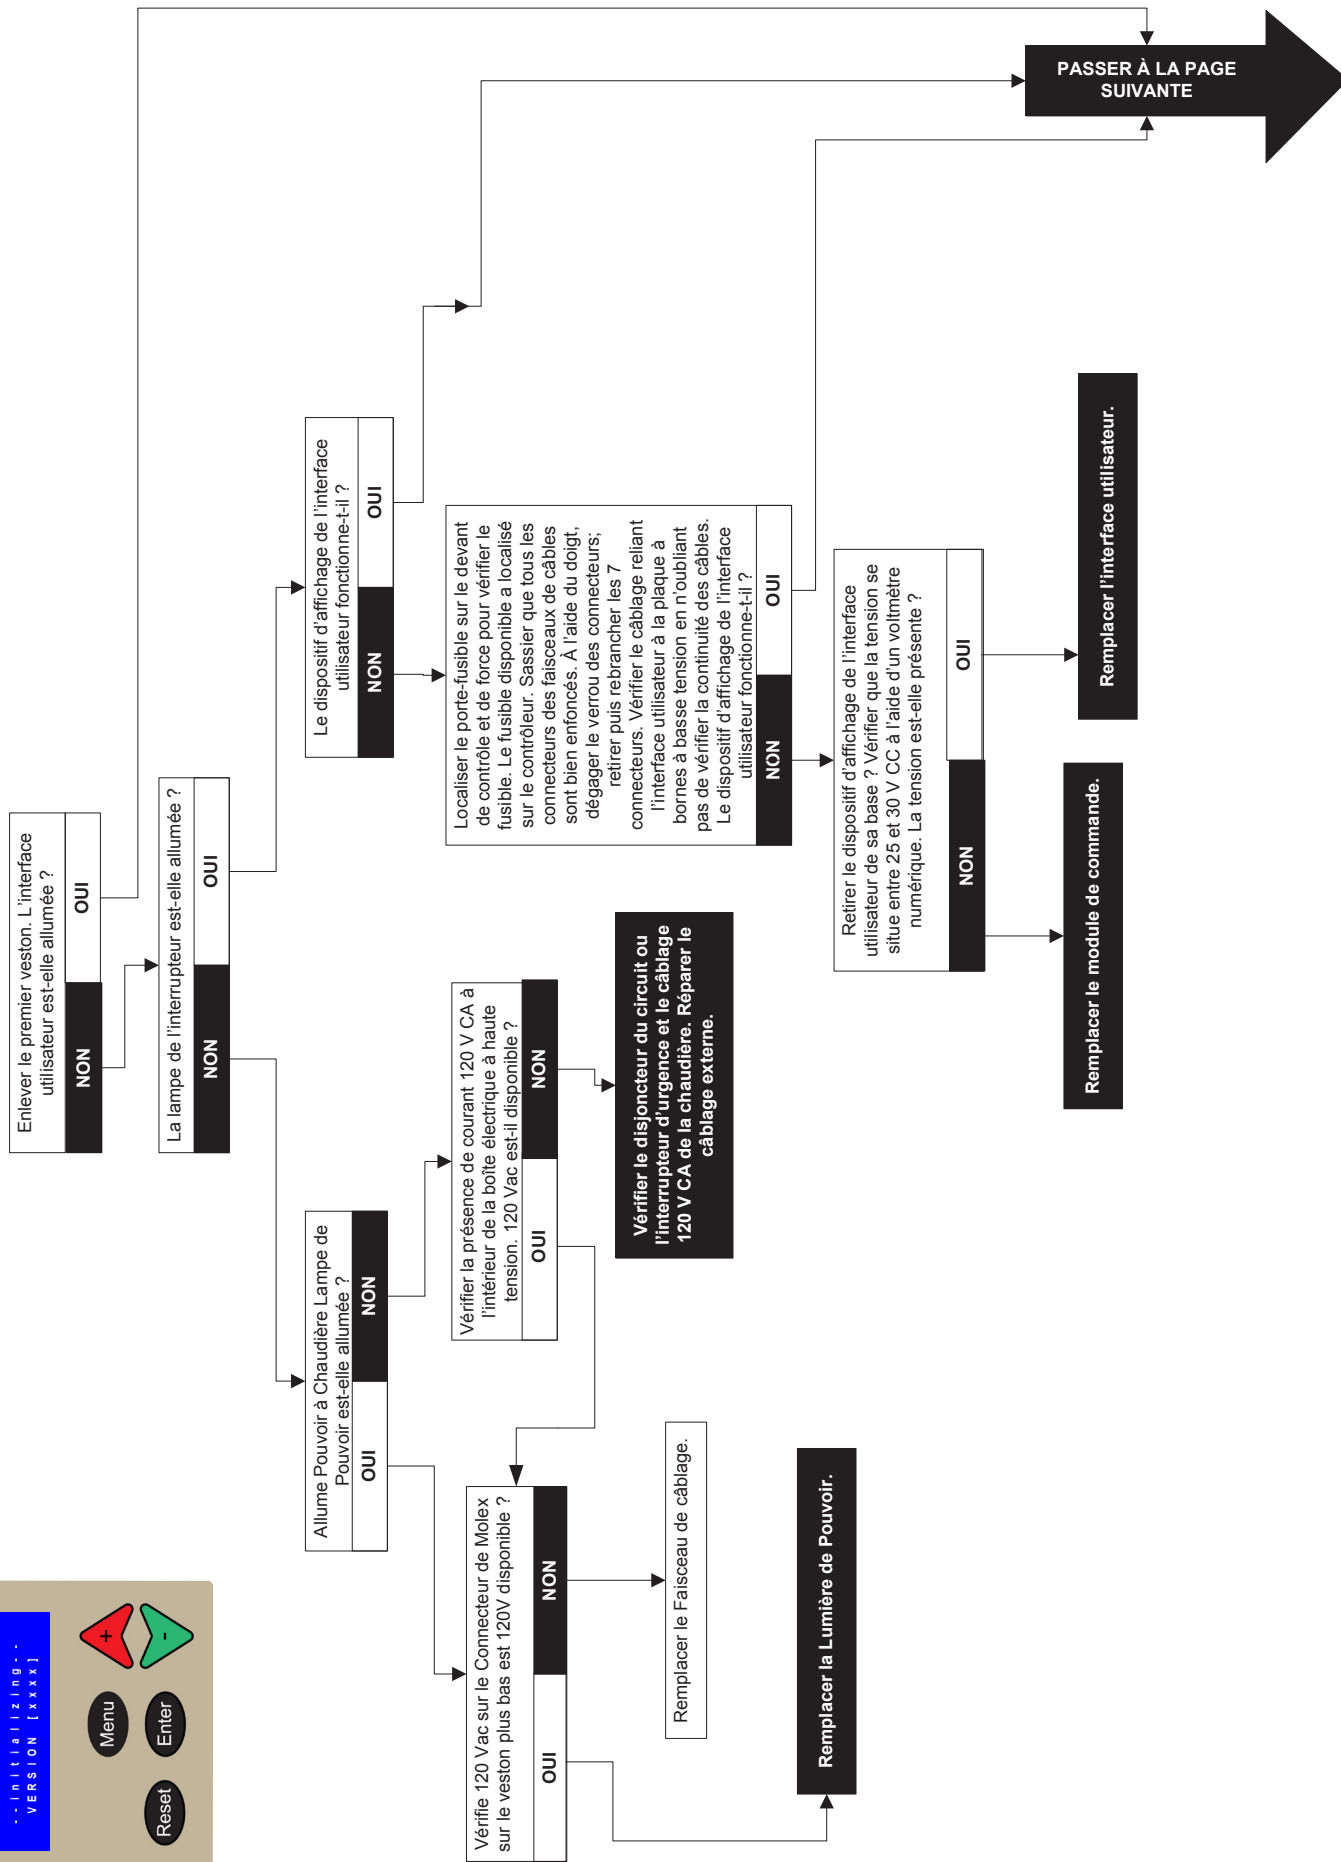 - - i n i t i a l i z i n g - -
V E R S I O N [ x x x x ]
Menu
Reset
Enter
+
-
Enlever le premier veston. L'interface
utilisateur est-elle allumée ?
NON
OUI
La lampe de l'interrupteur est-elle allumée ?
NON
OUI
Allume Pouvoir à Chaudière Lampe de
Pouvoir est-elle allumée ?
OUI
NON
Le dispositif d'affichage de l'interface
utilisateur fonctionne-t-il ?
NON
OUI
Vérifie 120 Vac sur le Connecteur de Molex
sur le veston plus bas est 120V disponible ?
OUI
NON
Vérifier la présence de courant 120 V CA à
l'intérieur de la boîte électrique à haute
tension. 120 Vac est-il disponible ?
OUI
NON
Localiser le porte-fusible sur le devant
de contrôle et de force pour vérifier le
fusible. Le fusible disponible a localisé
sur le contrôleur. Sassier que tous les
connecteurs des faisceaux de câbles
sont bien enfoncés. À l'aide du doigt,
dégager le verrou des connecteurs;
retirer puis rebrancher les 7
connecteurs. Vérifier le câblage reliant
l'interface utilisateur à la plaque à
bornes à basse tension en n'oubliant
pas de vérifier la continuité des câbles.
Le dispositif d'affichage de l'interface
utilisateur fonctionne-t-il ?
NON
OUI
Remplacer le Faisceau de câblage.
Vérifier le disjoncteur du circuit ou
l'interrupteur d'urgence et le câblage
120 V CA de la chaudière. Réparer le
câblage externe.
Remplacer la Lumière de Pouvoir.
Retirer le dispositif d'affichage de l'interface
utilisateur de sa base ? Vérifier que la tension se
situe entre 25 et 30 V CC à l'aide d'un voltmètre
numérique. La tension est-elle présente ?
NON
OUI
Remplacer le module de commande.
Remplacer l'interface utilisateur.
PASSER À LA PAGE
SUIVANTE